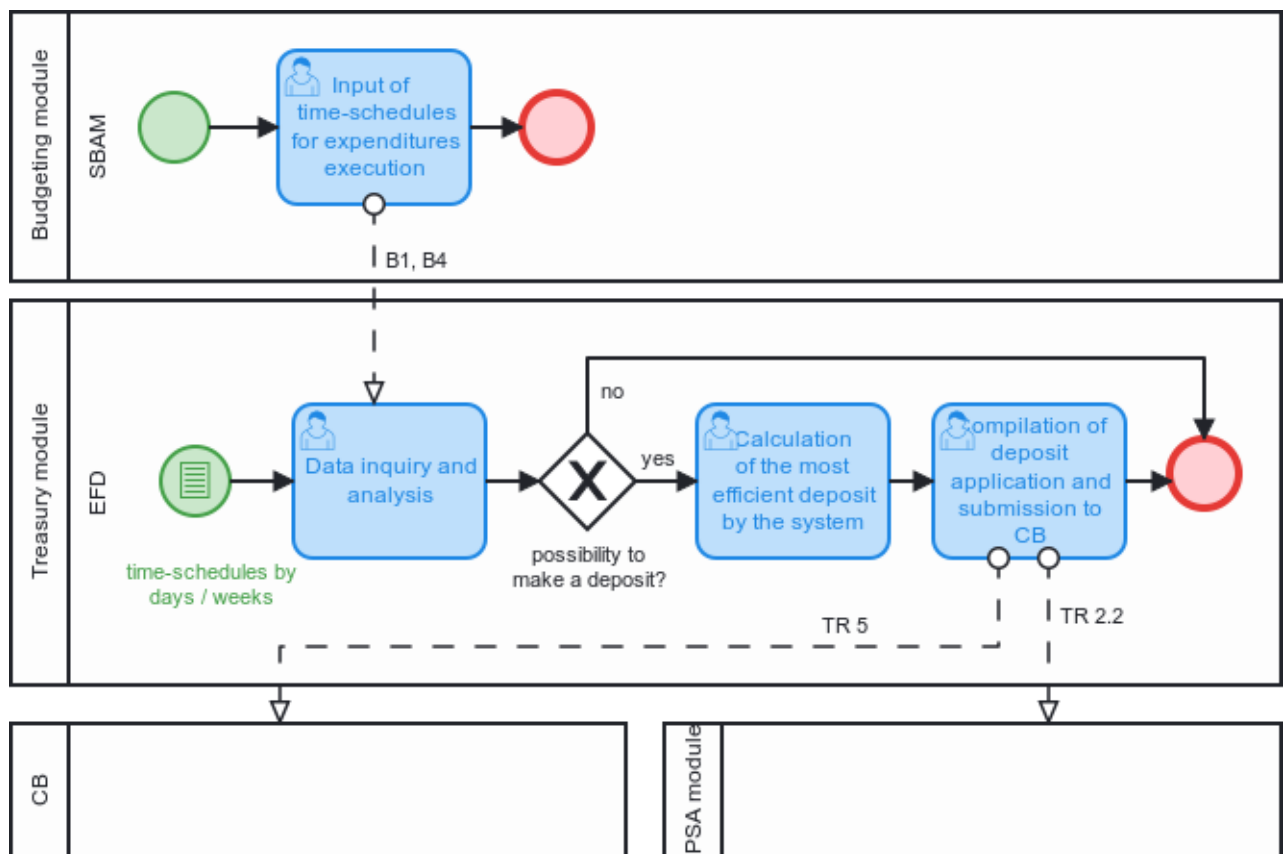 Budgeting module
SBAM
Input of
time-schedules
for expenditures
execution
B1, B4
Treasury module
EFD
time-schedules by
days / weeks
Data inquiry and
analysis
no
yes
possibility to
make a deposit?
Calculation
of the most
efficient deposit
by the system
Compilation of
deposit
application and
submission to
CB
TR 5
TR 2.2
CB
PSA module